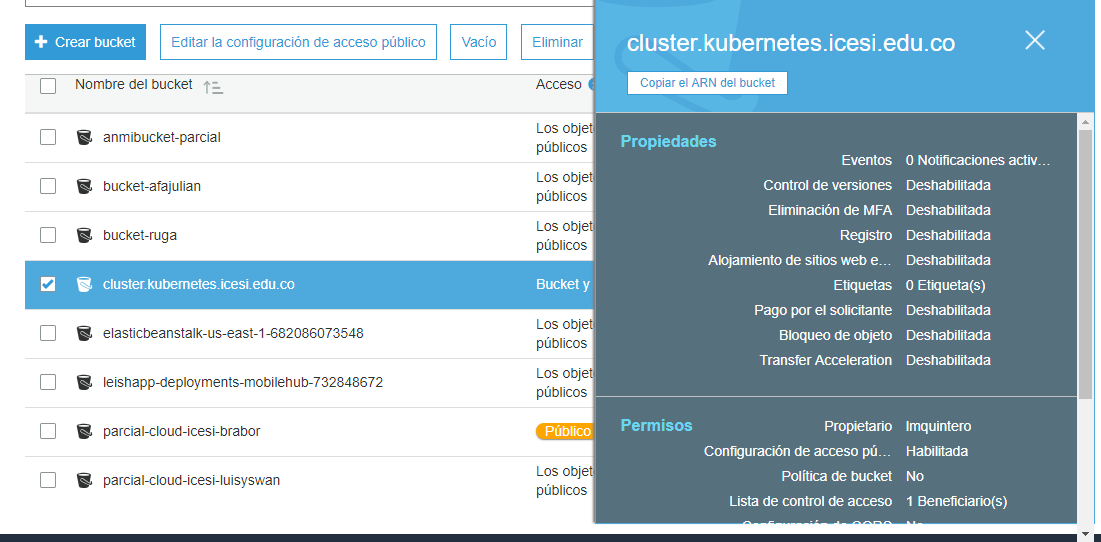 Crear bucket
Editar la configuración de acceso público
Vacío
Eliminar
Nombre del bucket
Acceso
anmibucket-parcial
Los objet
públicos
bucket-afajulian
Los objet
públicos
bucket-ruga
Los objet
públicos
cluster.kubernetes.icesi.edu.co
Bucket y
elasticbeanstalk-us-east-1-682086073548
Los objet
públicos
leishapp-deployments-mobilehub-732848672
Los objet
públicos
parcial-cloud-icesi-brabor
Público
parcial-cloud-icesi-luisyswan
Los objet
públicos
cluster.kubernetes.icesi.edu.co
Copiar el ARN del bucket
Propiedades
Eventos 0 Notificaciones activ…
Control de versiones Deshabilitada
Eliminación de MFA Deshabilitada
Registro Deshabilitada
Alojamiento de sitios web e… Deshabilitada
Etiquetas 0 Etiqueta(s)
Pago por el solicitante Deshabilitada
Bloqueo de objeto Deshabilitada
Transfer Acceleration Deshabilitada
Permisos
Propietario lmquintero
Configuración de acceso pú… Habilitada
Política de bucket No
Lista de control de acceso 1 Beneficiario(s)
Configuración de CORS No